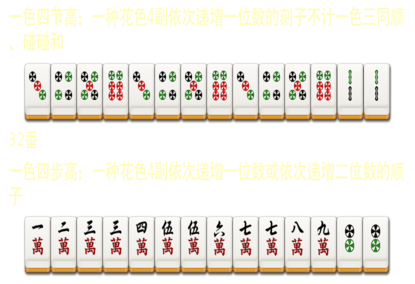 一色四节高：一种花色4副依次递增一位数的刻子不计一色三同顺
、碰碰和
32番
一色四步高：一种花色4副依次递增一位数或依次递增二位数的顺
子
一萬 二萬 三萬 三萬 四萬 伍萬 伍萬 六萬 七萬 七萬 八萬 九萬